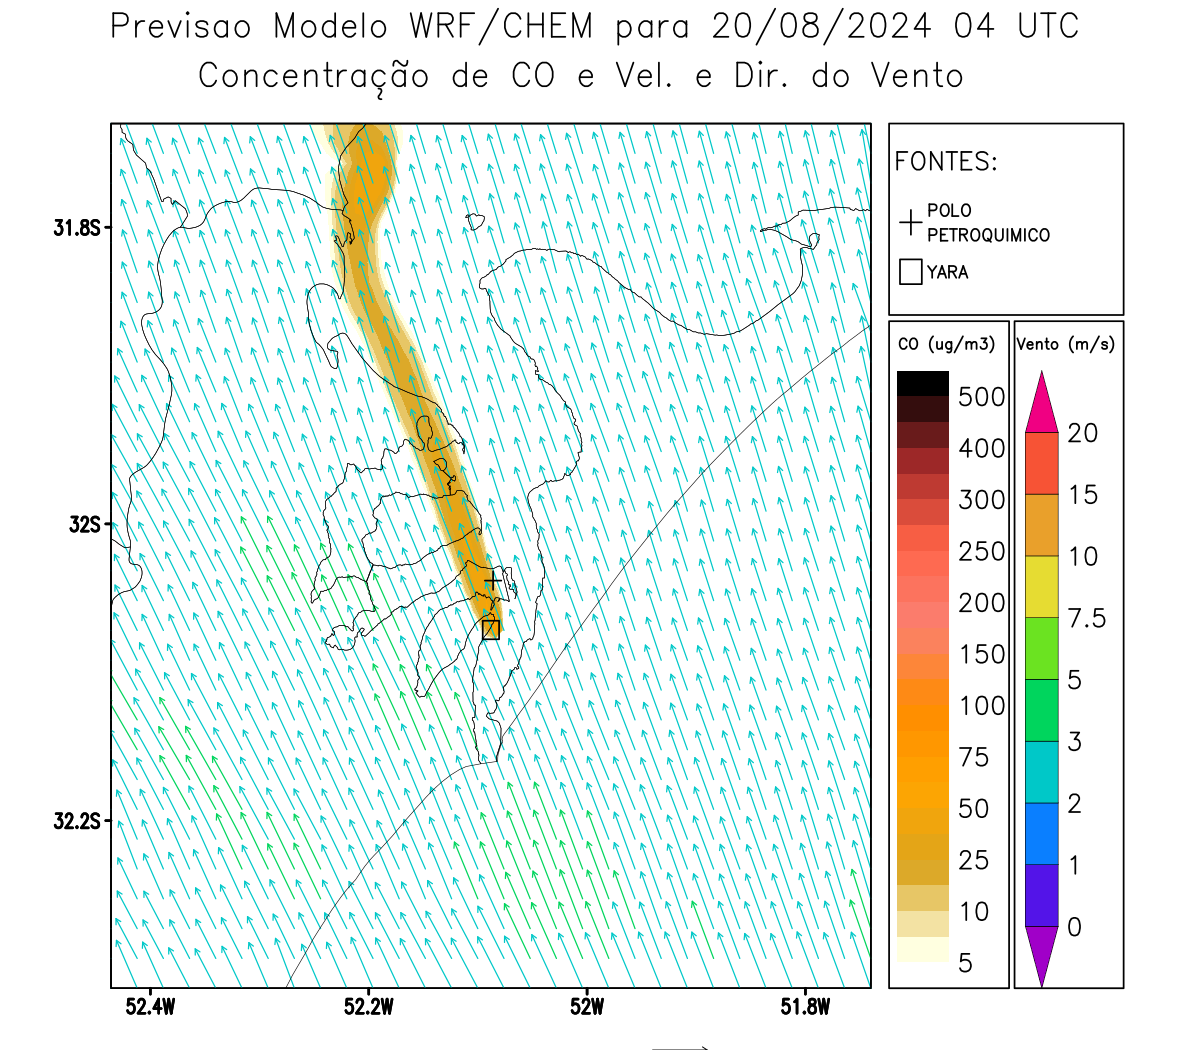 Previsao Modelo WRF/CHEM para 20/08/2024 04 UTC
Concentração de CO e Vel. e Dir. do Vento
FONTES:
POLO
PETROQUIMICO
YARA
31.8S
32S
32.2S
52.4W
52.2W
52W
51.8W
CO (ug/m3)
500
400
300
250
200
150
100
75
50
25
10
5
Vento (m/s)
20
15
10
7.5
5
3
2
1
0